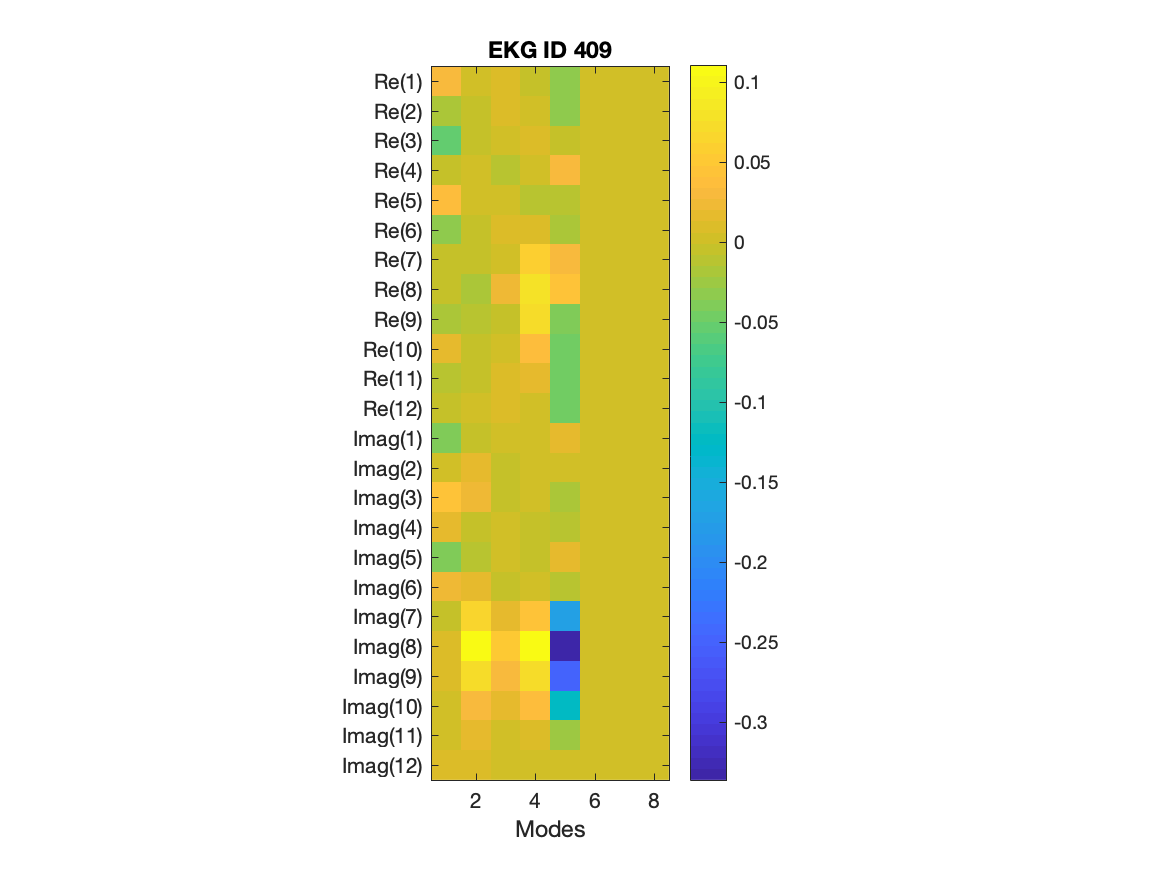 EKG ID 409
Re(1)
Re(2)
Re(3)
Re(4)
Re(5)
Re(6)
Re(7)
Re(8)
Re(9)
Re(10)
Re(11)
Re(12)
Imag(1)
Imag(2)
Imag(3)
Imag(4)
Imag(5)
Imag(6)
Imag(7)
Imag(8)
Imag(9)
Imag(10)
Imag(11)
Imag(12)
2 4 6 8
Modes
0.1
0.05
0
-0.05
-0.1
-0.15
-0.2
-0.25
-0.3